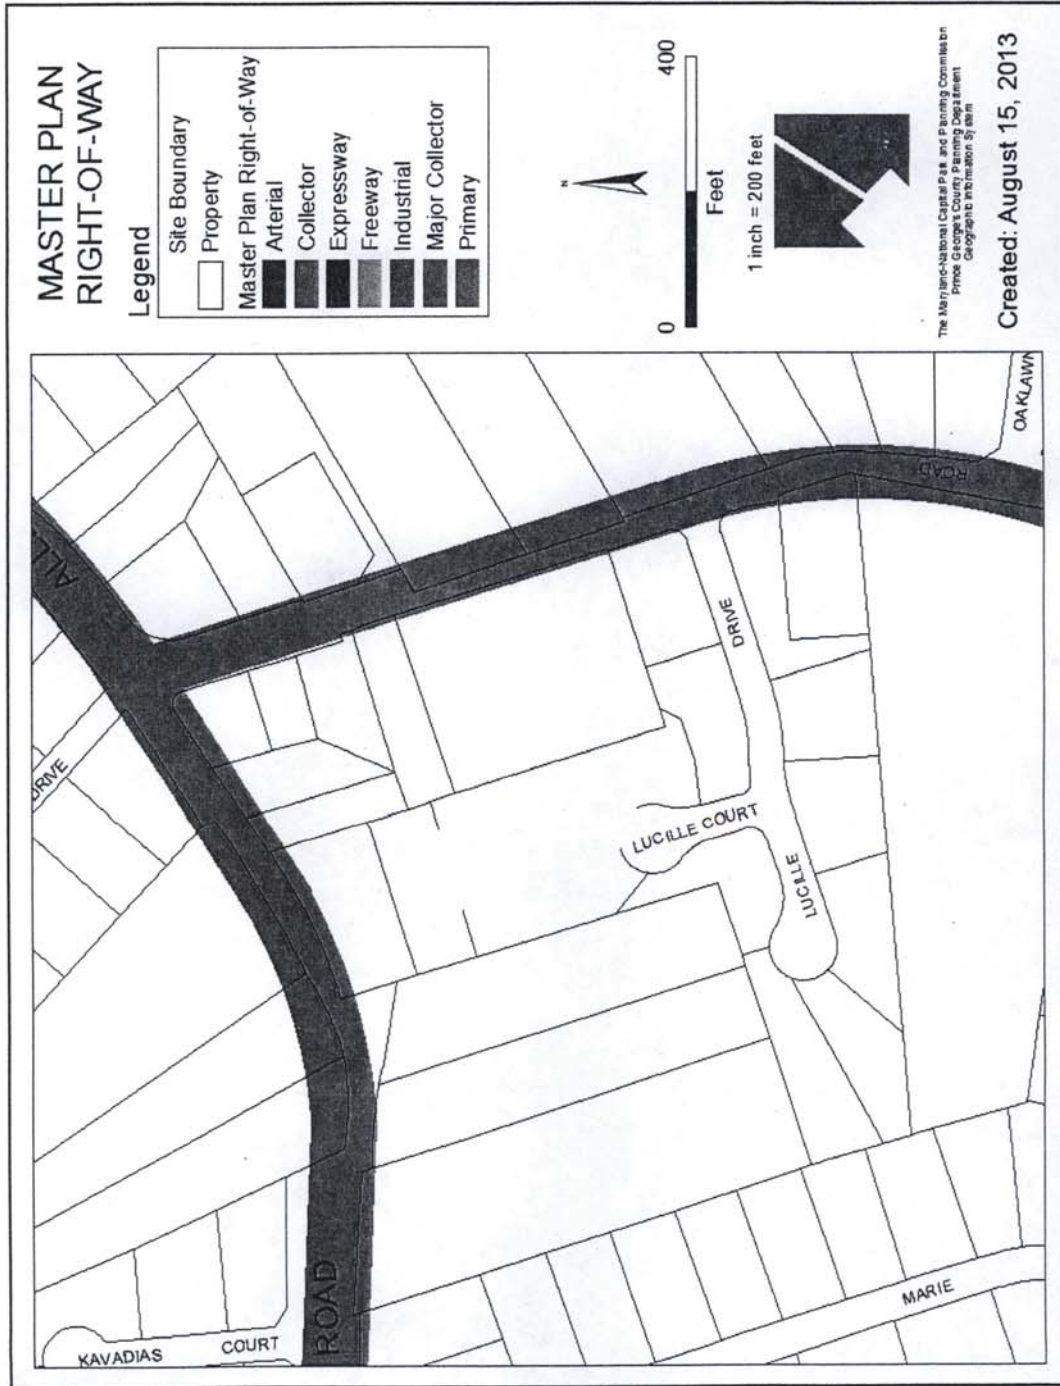 MASTER PLAN
RIGHT-OF-WAY
Legend
Site Boundary
Property
Master Plan Right-of-Way
Arterial
Collector
Expressway
Freeway
Industrial
Major Collector
Primary
N
0
400
Feet
1 inch = 200 feet
The Maryland-National Capital Park and Planning Commission
Prince George's County Planning Department
Geographic Information System
Created: August 15, 2013
DRIVE
ROAD
KAVADIAS
COURT
ROAD
DRIVE
LUCILLE COURT
LUCILLE
MARIE
OAKLAWN